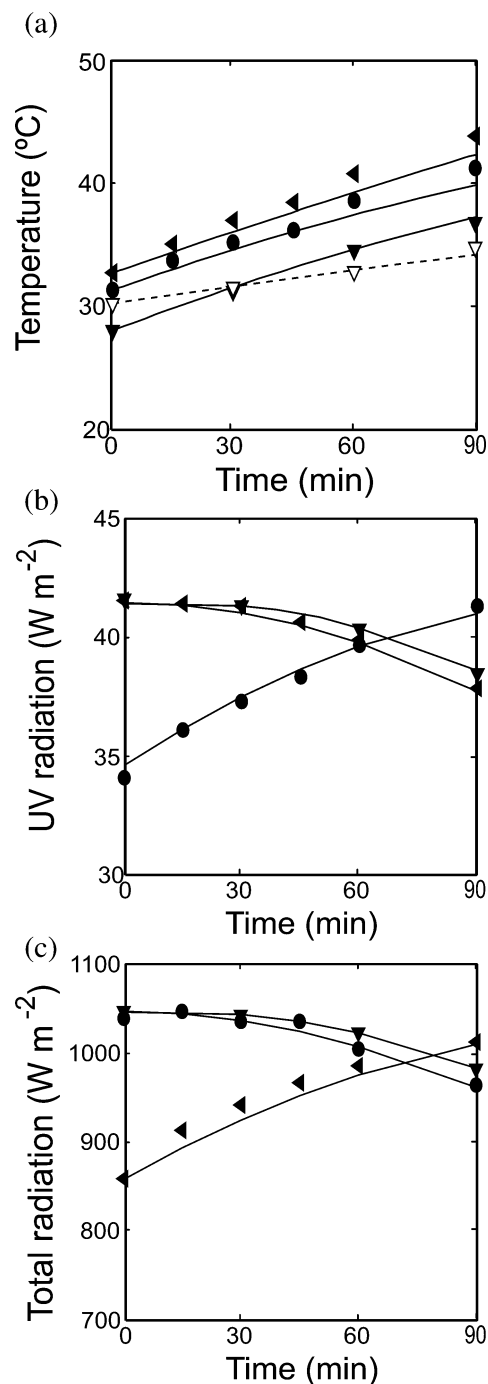 (a)
Temperature (ºC)
50
40
30
20
0 30 60 90
Time (min)
(b)
UV radiation (W m-2)
45
40
35
30
0 30 60 90
Time (min)
(c)
Total radiation (W m-2)
1100
1000
900
800
700
0 30 60 90
Time (min)